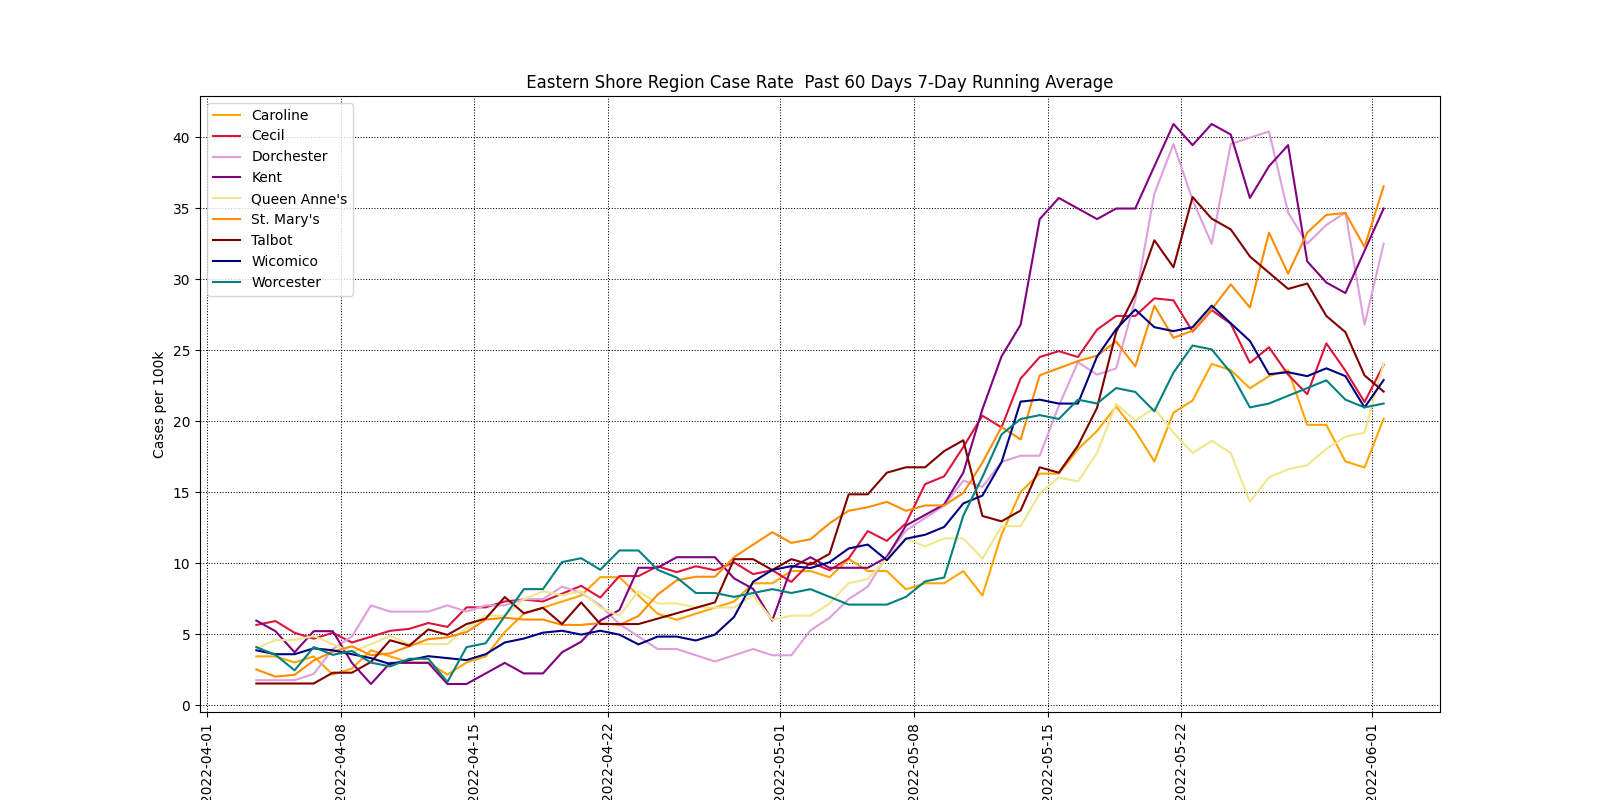 Eastern Shore Region Case Rate  Past 60 Days 7-Day Running Average
Caroline
Cecil
Dorchester
Kent
Queen Anne's
St. Mary's
Talbot
Wicomico
Worcester
Cases per 100k
40
35
30
25
20
15
10
5
0
2022-04-01
2022-04-08
2022-04-15
2022-04-22
2022-05-01
2022-05-08
2022-05-15
2022-05-22
2022-06-01